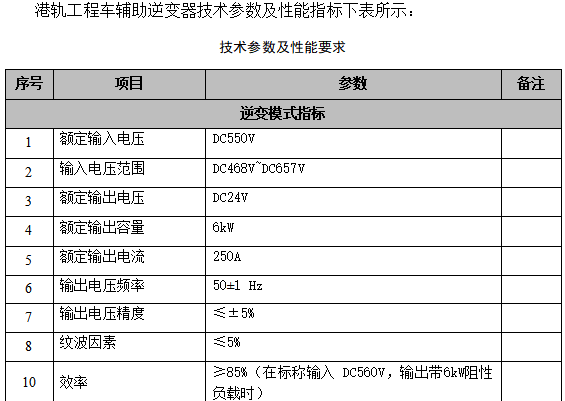 港轨工程车辅助逆变器技术参数及性能指标下表所示：
技术参数及性能要求
序号 项目 参数 备注
逆变模式指标
1 额定输入电压 DC550V
2 输入电压范围 DC468V~DC657V
3 额定输出电压 DC24V
4 额定输出容量 6kW
5 额定输出电流 250A
6 输出电压频率 50±1 Hz
7 输出电压精度 ≤±5%
8 纹波因素 ≤5%
10 效率 ≥85%（在标称输入 DC560V，输出带6kW阻性
负载时）